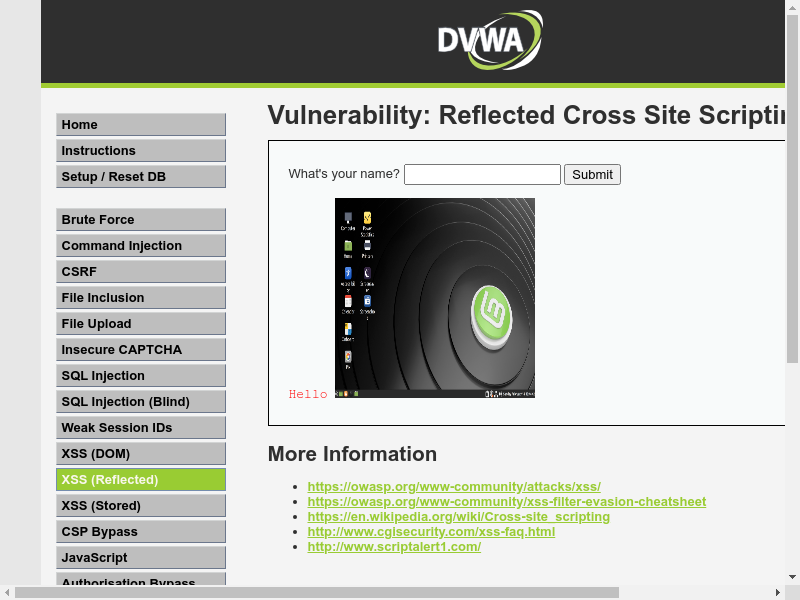 DVWA
Vulnerability: Reflected Cross Site Scriptin
Home
Instructions
Setup / Reset DB
Brute Force
Command Injection
CSRF
File Inclusion
File Upload
Insecure CAPTCHA
SQL Injection
SQL Injection (Blind)
Weak Session IDs
XSS (DOM)
XSS (Reflected)
XSS (Stored)
CSP Bypass
JavaScript
Authorisation Bypass
What's your name? Submit
Hello
More Information
https://owasp.org/www-community/attacks/xss/
https://owasp.org/www-community/xss-filter-evasion-cheatsheet
https://en.wikipedia.org/wiki/Cross-site_scripting
http://www.cgisecurity.com/xss-faq.html
http://www.scriptalert1.com/